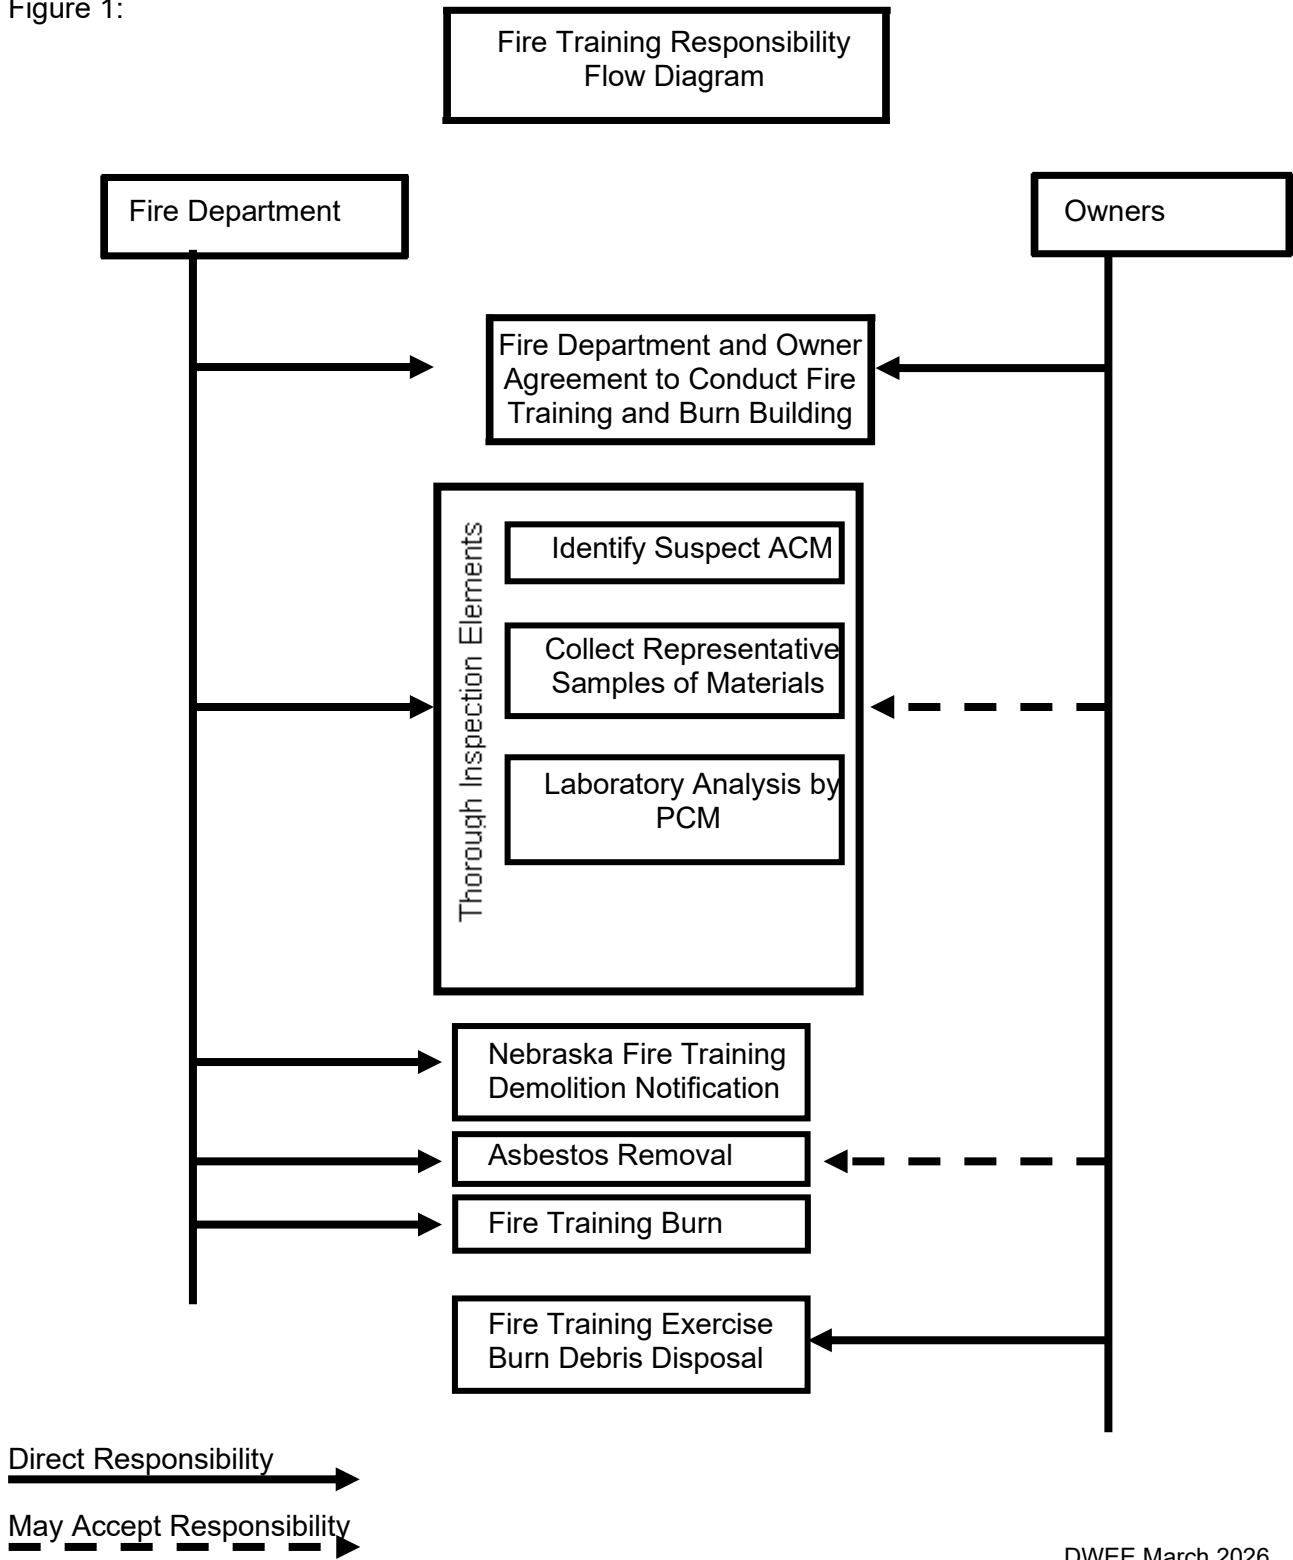 Figure 1:
Fire Training Responsibility
Flow Diagram
Fire Department
Owners
Fire Department and Owner
Agreement to Conduct Fire
Training and Burn Building
Thorough Inspection Elements
Identify Suspect ACM
Collect Representative
Samples of Materials
Laboratory Analysis by
PCM
Nebraska Fire Training
Demolition Notification
Asbestos Removal
Fire Training Burn
Fire Training Exercise
Burn Debris Disposal
Direct Responsibility
May Accept Responsibility
DWEE March 2026